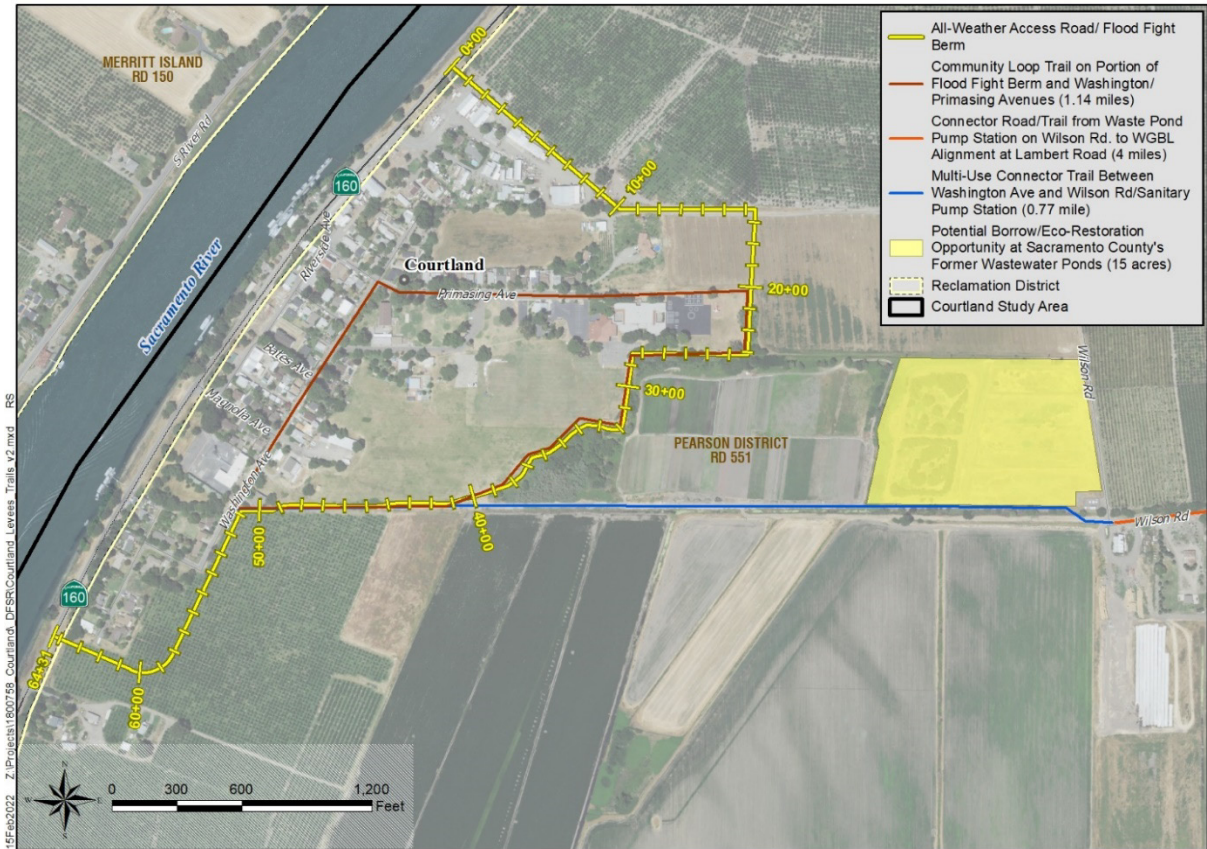 All-Weather Access Road/ Flood Fight
Berm
Community Loop Trail on Portion of
Flood Fight Berm and Washington/
Primasing Avenues (1.14 miles)
Connector Road/Trail from Waste Pond
Pump Station on Wilson Rd. to WGBL
Alignment at Lambert Road (4 miles)
Multi-Use Connector Trail Between
Washington Ave and Wilson Rd/Sanitary
Pump Station (0.77 mile)
Potential Borrow/Eco-Restoration
Opportunity at Sacramento County's
Former Wastewater Ponds (15 acres)
Reclamation District
Courtland Study Area
MERRITT ISLAND
RD 150
S River Rd
Sacramento River
160
Riverside Ave
0+00
10+00
Courtland
Primasing Ave
20+00
Bates Ave
Magnolia Ave
Washington Ave
30+00
PEARSON DISTRICT
RD 551
Wilson Rd
40+00
50+00
Wilson Rd
160
64+31
60+00
N
W
E
S
0 300 600 1,200
Feet
15Feb2022 Z:\Projects\1800758_Courtland_DFSR\Courtland_Levees_Trails_v2.mxd RS